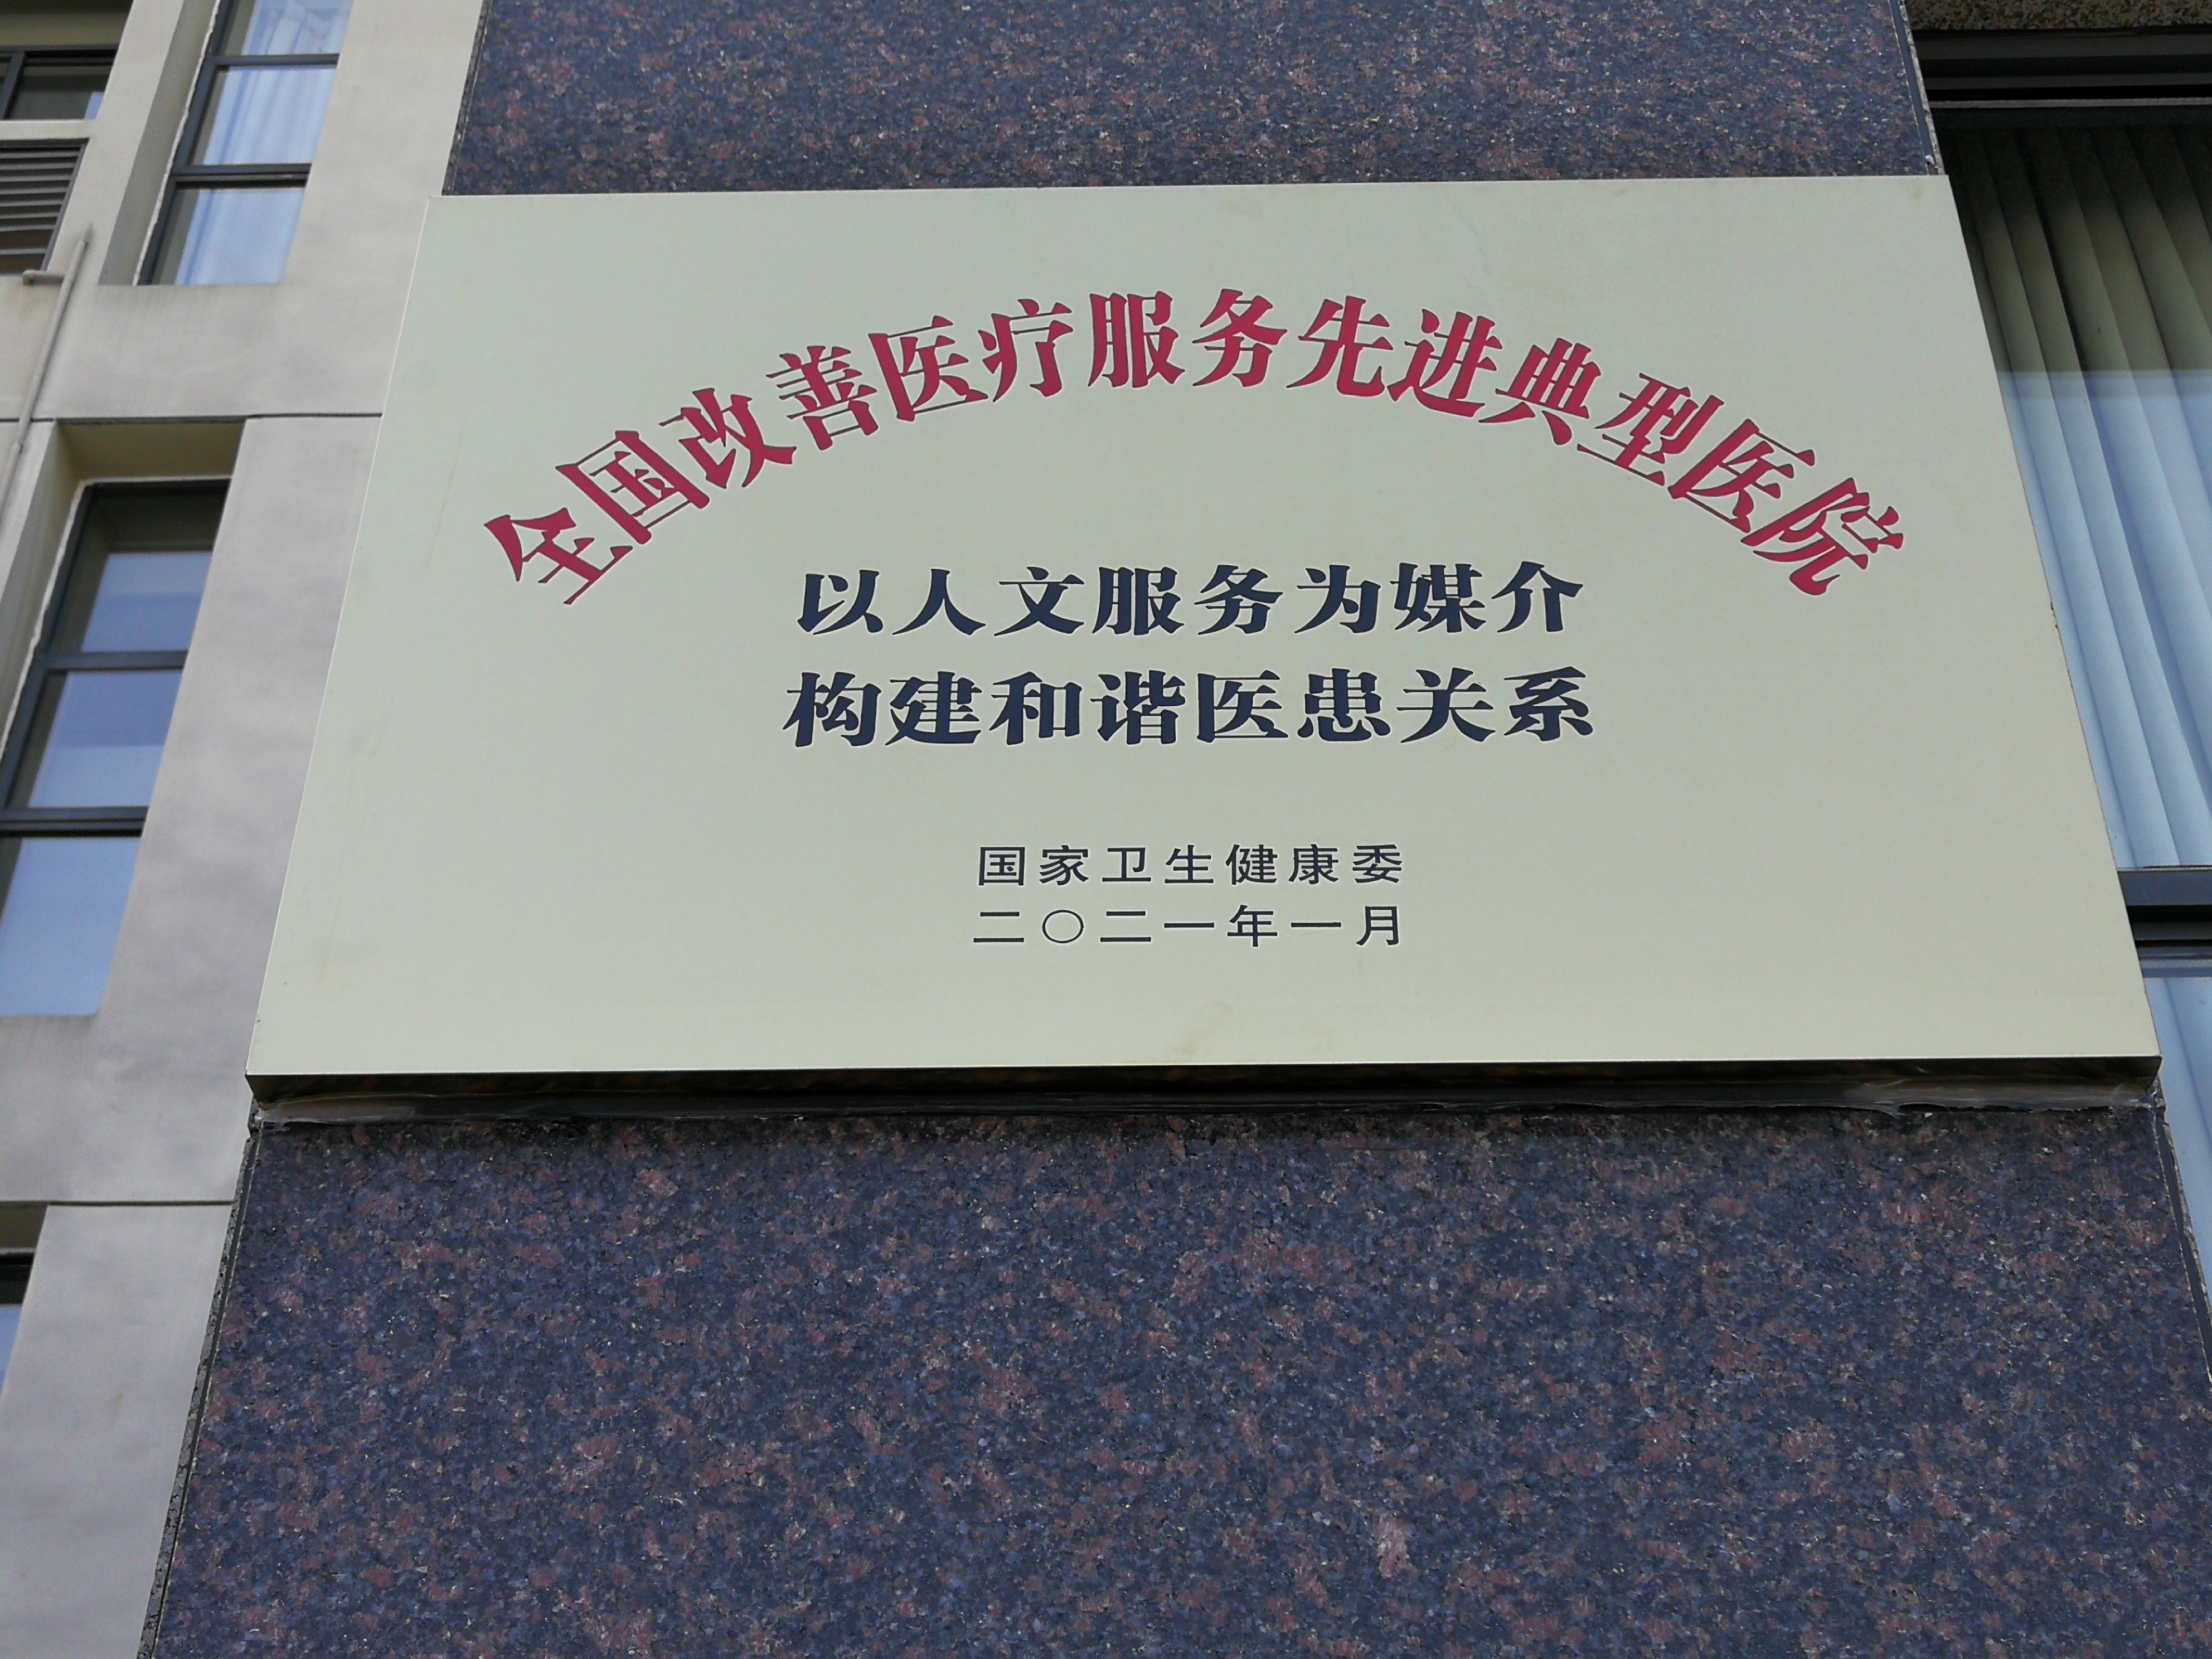 全国改善医疗服务先进典型医院
以人文服务为媒介
构建和谐医患关系
国家卫生健康委
二〇二一年一月